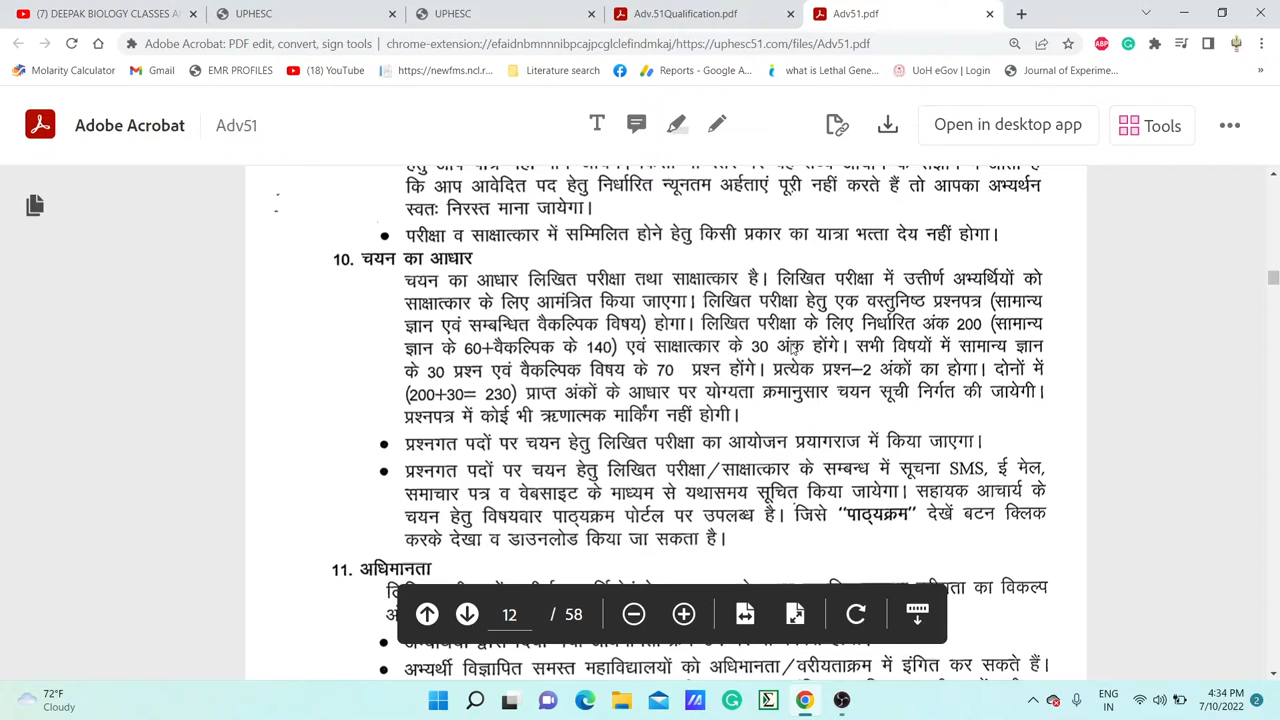 (7) DEEPAK BIOLOGY CLASSES A
UPHESC
UPHESC
Adv.51Qualification.pdf
Adv51.pdf
Adobe Acrobat: PDF edit, convert, sign tools | chrome-extension://efaidnbmnnnibpcajpcglclefindmkaj/https://uphesc51.com/files/Adv51.pdf
Molarity Calculator
Gmail
EMR PROFILES
(18) YouTube
https://newfms.ncl.r...
Literature search
Reports - Google A...
what is Lethal Gene...
UoH eGov | Login
Journal of Experime...
Adobe Acrobat
Adv51
Open in desktop app
Tools
कि आप आवेदित पद हेतु निर्धारित न्यूनतम अर्हताएं पूरी नहीं करते हैं तो आपका अभ्यर्थन
स्वतः निरस्त माना जायेगा।
● परीक्षा व साक्षात्कार में सम्मिलित होने हेतु किसी प्रकार का यात्रा भत्ता देय नहीं होगा।
10. चयन का आधार
चयन का आधार लिखित परीक्षा तथा साक्षात्कार है। लिखित परीक्षा में उत्तीर्ण अभ्यर्थियों को
साक्षात्कार के लिए आमंत्रित किया जाएगा। लिखित परीक्षा हेतु एक वस्तुनिष्ठ प्रश्नपत्र (सामान्य
ज्ञान एवं सम्बन्धित वैकल्पिक विषय) होगा। लिखित परीक्षा के लिए निर्धारित अंक 200 (सामान्य
ज्ञान के 60+वैकल्पिक के 140) एवं साक्षात्कार के 30 अंक होंगे। सभी विषयों में सामान्य ज्ञान
के 30 प्रश्न एवं वैकल्पिक विषय के 70 प्रश्न होंगे। प्रत्येक प्रश्न–2 अंकों का होगा। दोनों में
(200+30= 230) प्राप्त अंकों के आधार पर योग्यता क्रमानुसार चयन सूची निर्गत की जायेगी।
प्रश्नपत्र में कोई भी ऋणात्मक मार्किंग नहीं होगी।
● प्रश्नगत पदों पर चयन हेतु लिखित परीक्षा का आयोजन प्रयागराज में किया जाएगा।
● प्रश्नगत पदों पर चयन हेतु लिखित परीक्षा/साक्षात्कार के सम्बन्ध में सूचना SMS, ई मेल,
समाचार पत्र व वेबसाइट के माध्यम से यथासमय सूचित किया जायेगा। सहायक आचार्य के
चयन हेतु विषयवार पाठ्यक्रम पोर्टल पर उपलब्ध है। जिसे "पाठ्यक्रम" देखें बटन क्लिक
करके देखा व डाउनलोड किया जा सकता है।
11. अधिमानता
का विकल्प
12 / 58
● अभ्यर्थी विज्ञापित समस्त महाविद्यालयों को अधिमानता/वरीयताक्रम में इंगित कर सकते हैं।
72°F
Cloudy
ENG
IN
4:34 PM
7/10/2022
2